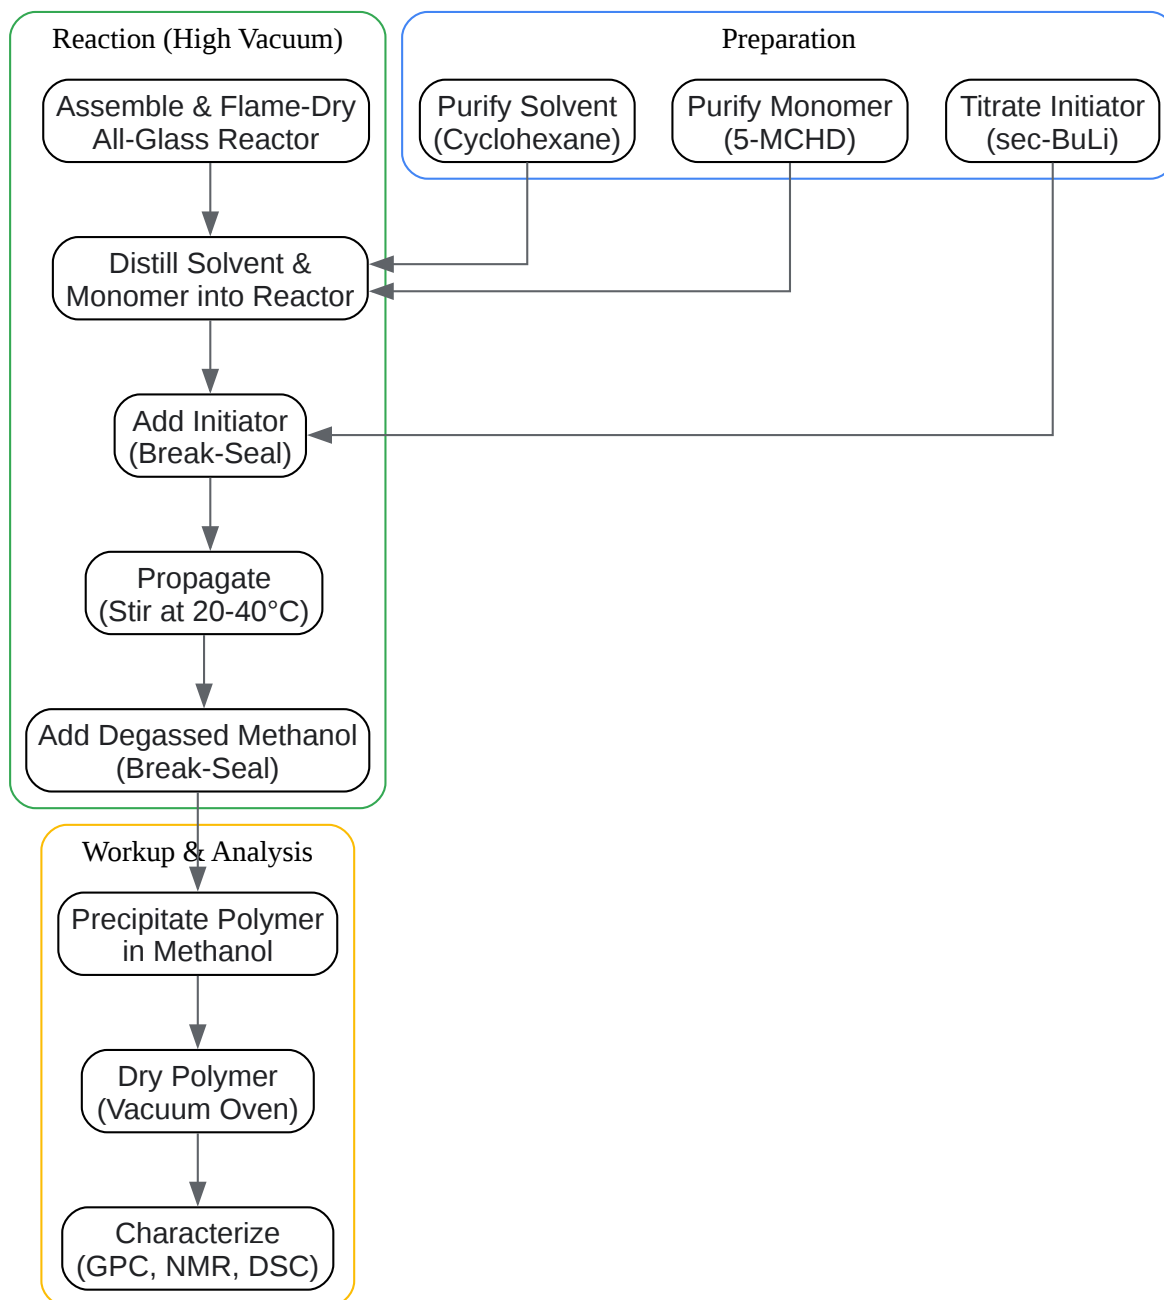 Reaction (High Vacuum)
Preparation
Assemble & Flame-Dry
All-Glass Reactor
Purify Solvent
(Cyclohexane)
Purify Monomer
(5-MCHD)
Titrate Initiator
(sec-BuLi)
Distill Solvent &
Monomer into Reactor
Add Initiator
(Break-Seal)
Propagate
(Stir at 20-40°C)
Add Degassed Methanol
(Break-Seal)
Workup & Analysis
Precipitate Polymer
in Methanol
Dry Polymer
(Vacuum Oven)
Characterize
(GPC, NMR, DSC)